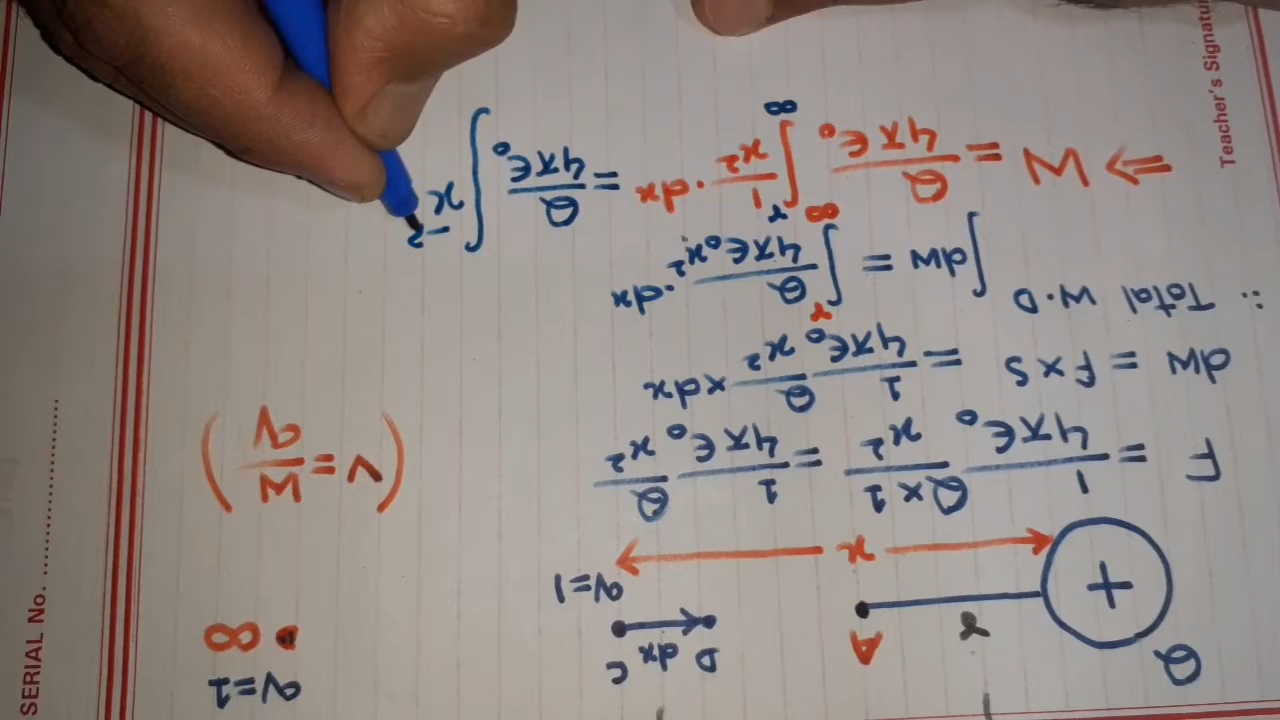 Q
r
A
D dx C
q=1
∞
q=1
x
F = 1/4πϵ₀ Q×1/x² = 1/4πϵ₀ Q/x²
(V = W/q)
dW = F×S = 1/4πϵ₀ Q/x² × dx
∴ Total W.D ∫dw = ∫_∞^r Q/4πϵ₀x² . dx
⇒ W = Q/4πϵ₀ ∫_∞^r 1/x² . dx = Q/4πϵ₀ ∫ x⁻²
Teacher's Signatu
SERIAL No. ..........................